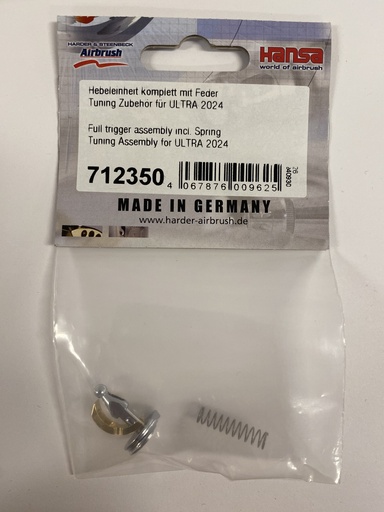 HARDER & STEENBECK
Airbrush
Hansa
world of airbrush
Hebeleinheit komplett mit Feder
Tuning Zubehör für ULTRA 2024
Full trigger assembly incl. Spring
Tuning Assembly for ULTRA 2024
712350
4 067876 009625
MADE IN GERMANY
www.harder-airbrush.de